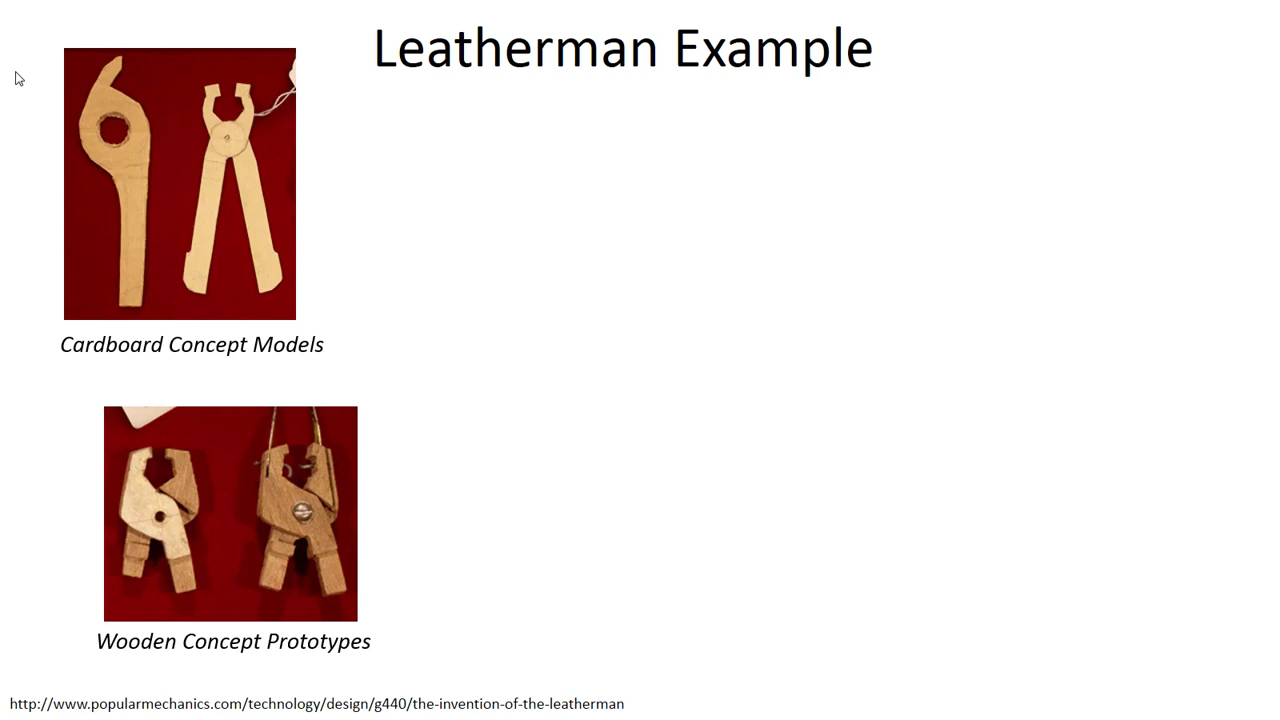 Leatherman Example
Cardboard Concept Models
Wooden Concept Prototypes
http://www.popularmechanics.com/technology/design/g440/the-invention-of-the-leatherman